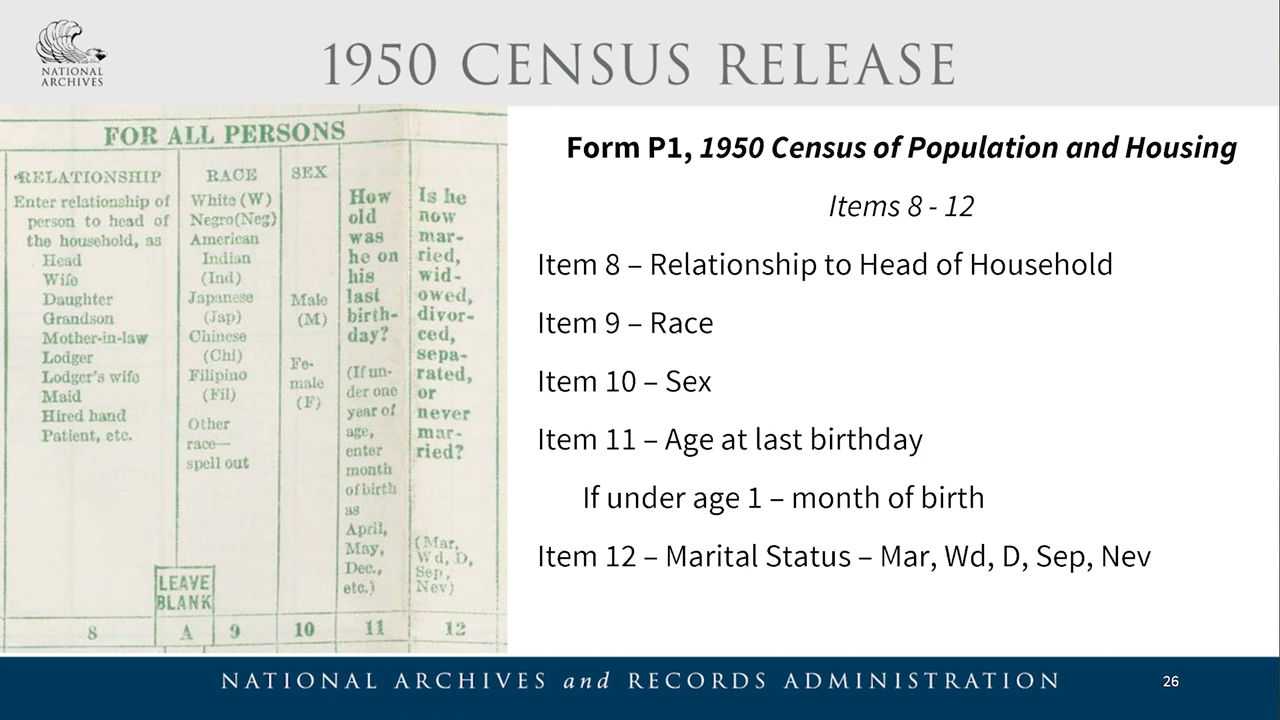 NATIONAL
ARCHIVES
1950 CENSUS RELEASE
FOR ALL PERSONS
RELATIONSHIP
Enter relationship of
person to head of
the household, as
Head
Wife
Daughter
Grandson
Mother-in-law
Lodger
Lodger's wife
Maid
Hired hand
Patient, etc.
8
LEAVE
BLANK
A
RACE
White (W)
Negro(Neg)
American
Indian
(Ind)
Japanese
(Jap)
Chinese
(Chi)
Filipino
(Fil)
Other
race—
spell out
9
SEX
Male
(M)
Fe-
male
(F)
10
How
old
was
he on
his
last
birth-
day?
(If un-
der one
year of
age,
enter
month
of birth
as
April,
May,
Dec.,
etc.)
11
Is he
now
mar-
ried,
wid-
owed,
divor-
ced,
sepa-
rated,
or
never
mar-
ried?
(Mar,
Wd, D,
Sep,
Nev)
12
Form P1, 1950 Census of Population and Housing
Items 8 - 12
Item 8 – Relationship to Head of Household
Item 9 – Race
Item 10 – Sex
Item 11 – Age at last birthday
If under age 1 – month of birth
Item 12 – Marital Status – Mar, Wd, D, Sep, Nev
NATIONAL ARCHIVES and RECORDS ADMINISTRATION
26